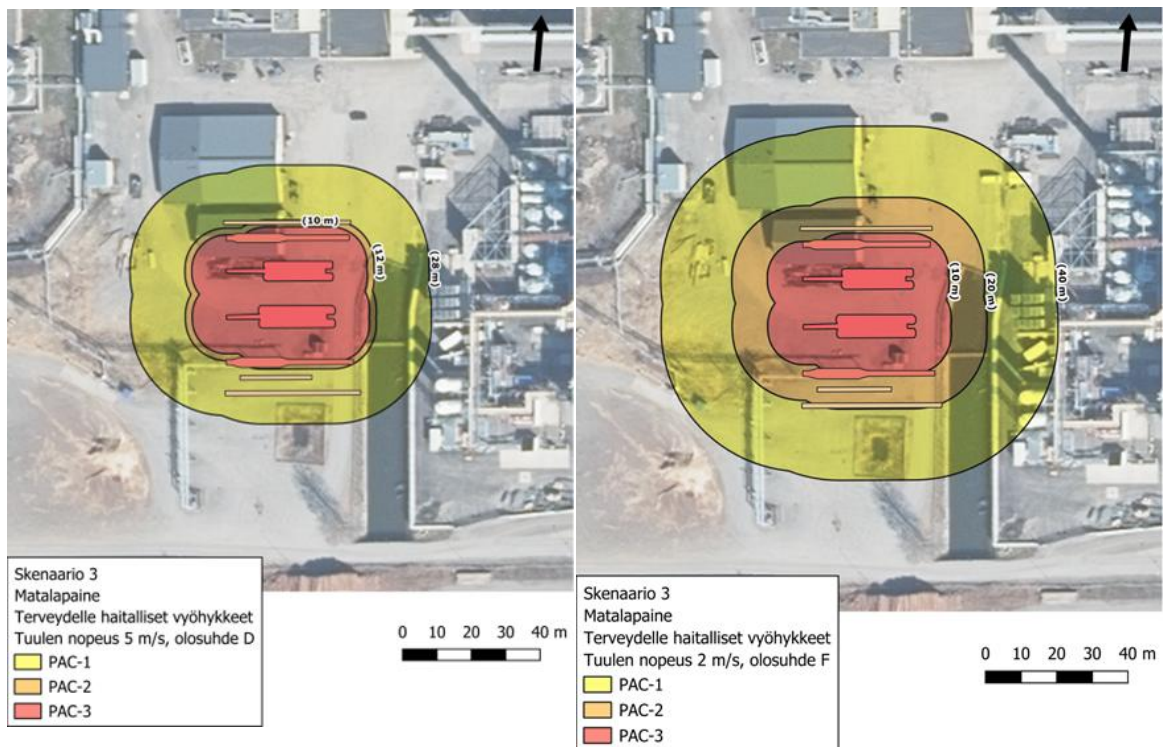 (10 m)
(12 m)
(28 m)
Skenaario 3
Matalapaine
Terveydelle haitalliset vyöhykkeet
Tuulen nopeus 5 m/s, olosuhde D
PAC-1
PAC-2
PAC-3
0 10 20 30 40 m
(10 m)
(20 m)
(40 m)
Skenaario 3
Matalapaine
Terveydelle haitalliset vyöhykkeet
Tuulen nopeus 2 m/s, olosuhde F
PAC-1
PAC-2
PAC-3
0 10 20 30 40 m